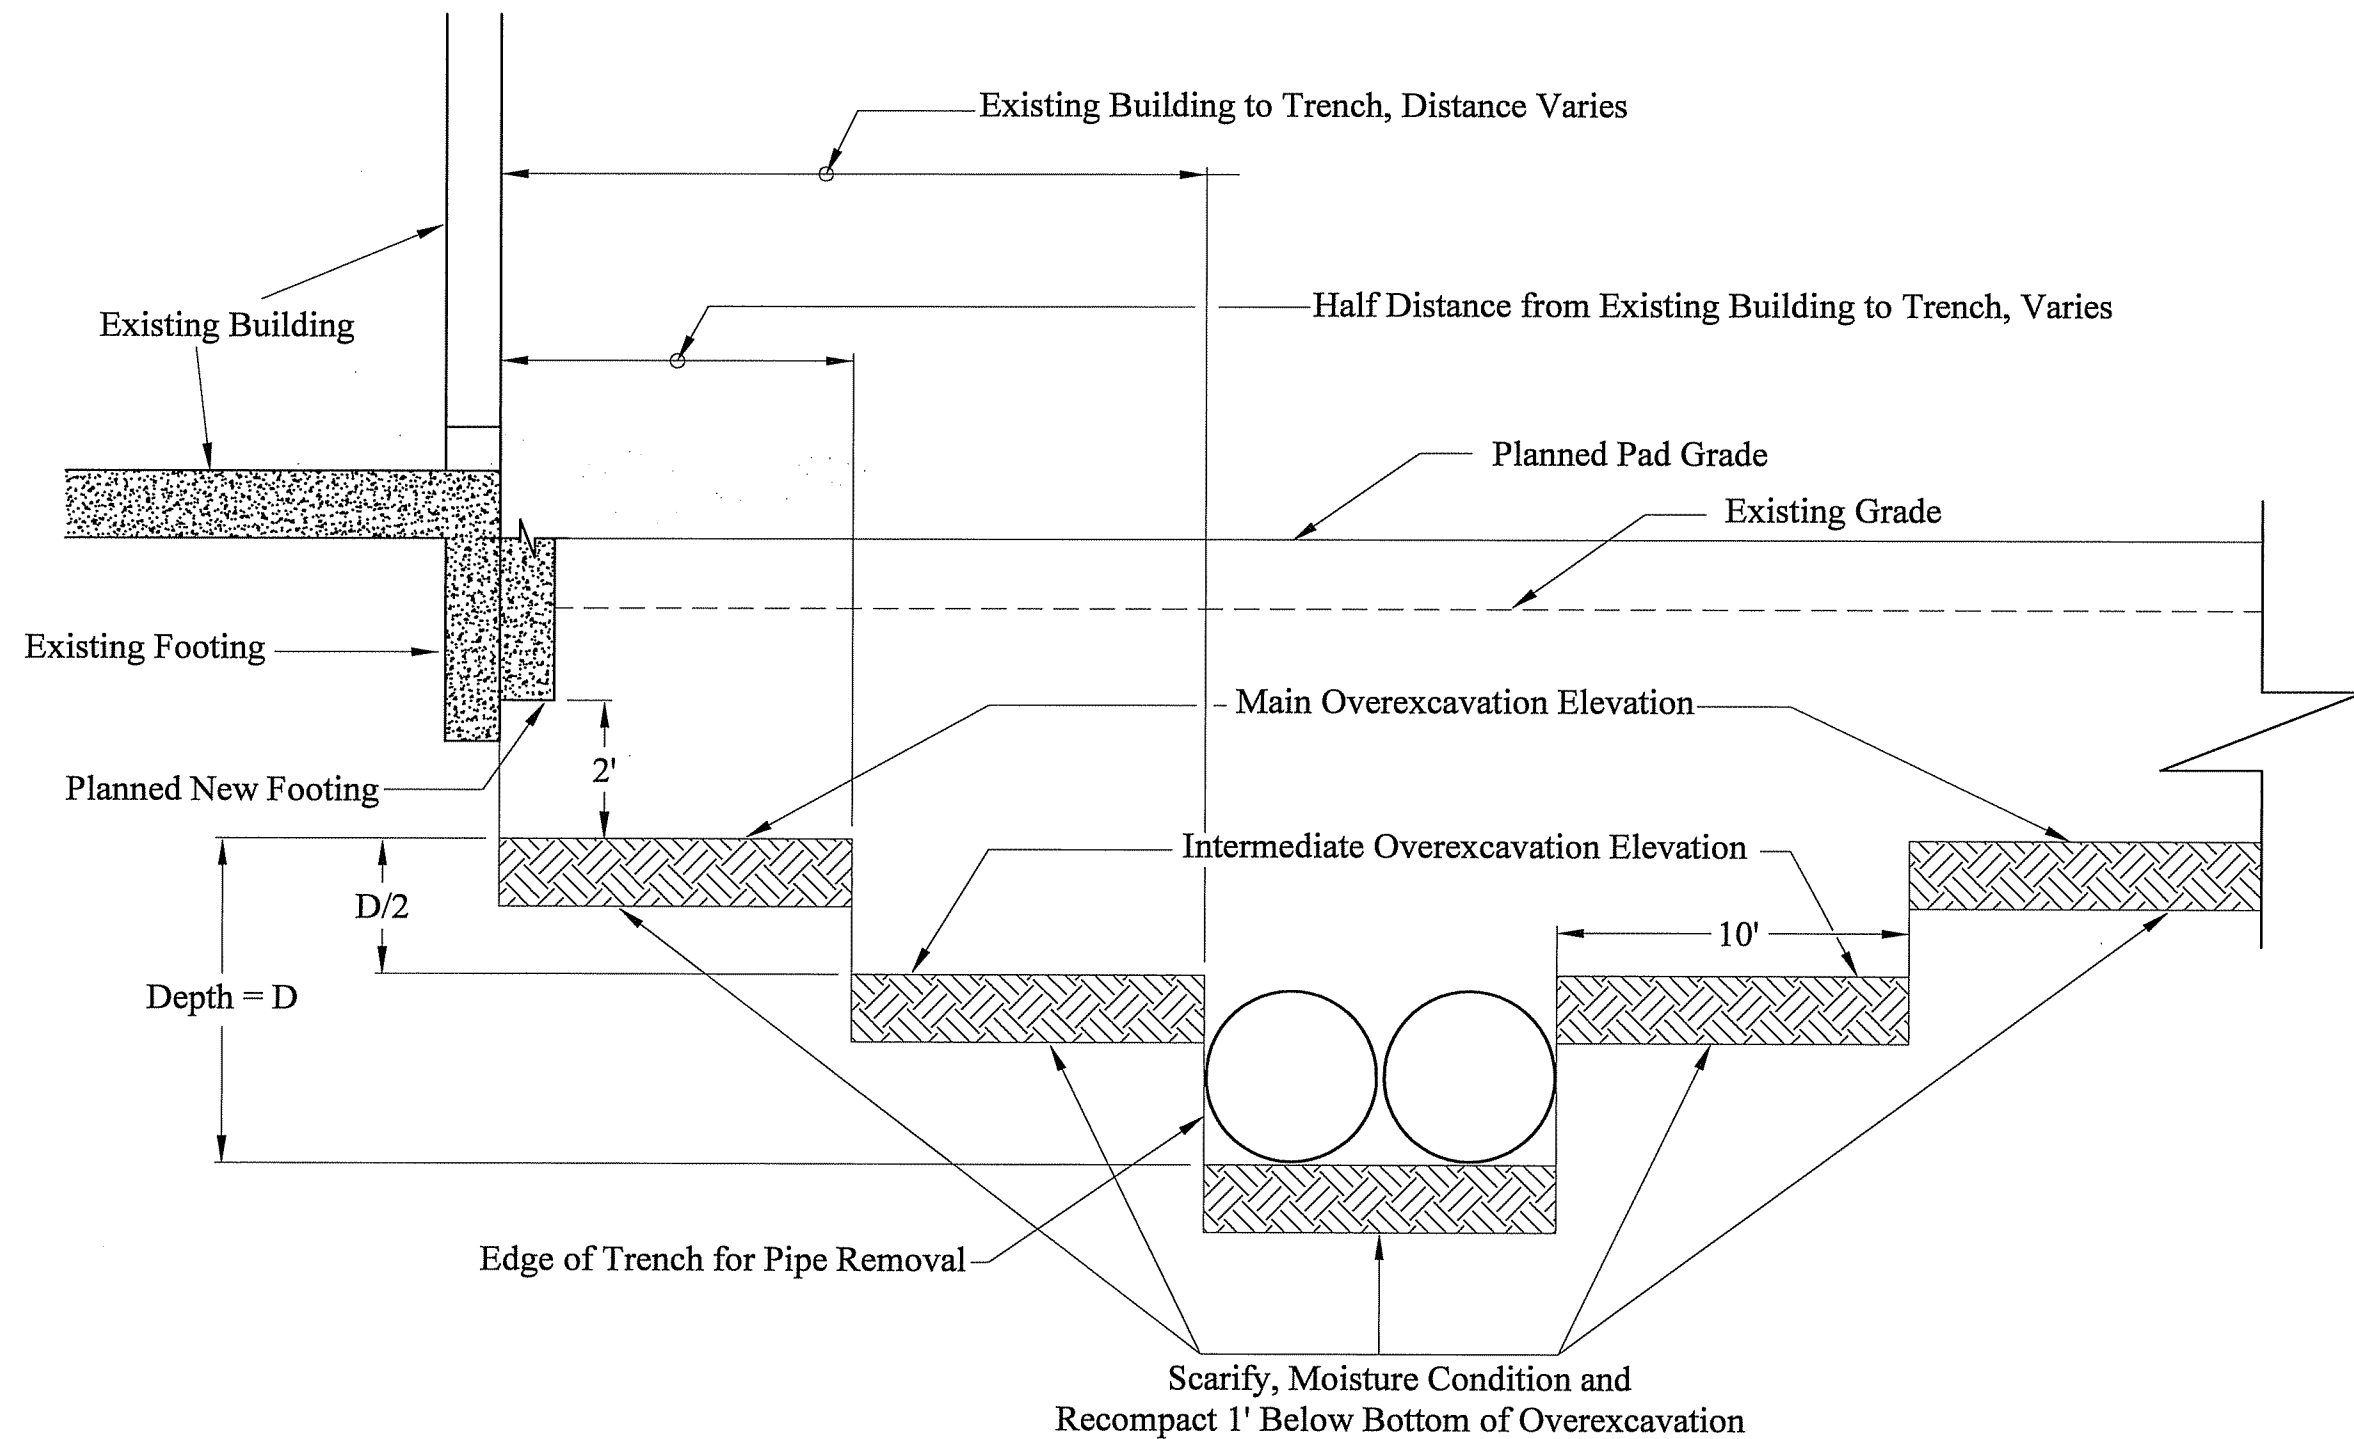 Existing Building to Trench, Distance Varies
Half Distance from Existing Building to Trench, Varies
Existing Building
Planned Pad Grade
Existing Grade
Existing Footing
Main Overexcavation Elevation
2'
Planned New Footing
Intermediate Overexcavation Elevation
D/2
10'
Depth = D
Edge of Trench for Pipe Removal
Scarify, Moisture Condition and
Recompact 1' Below Bottom of Overexcavation